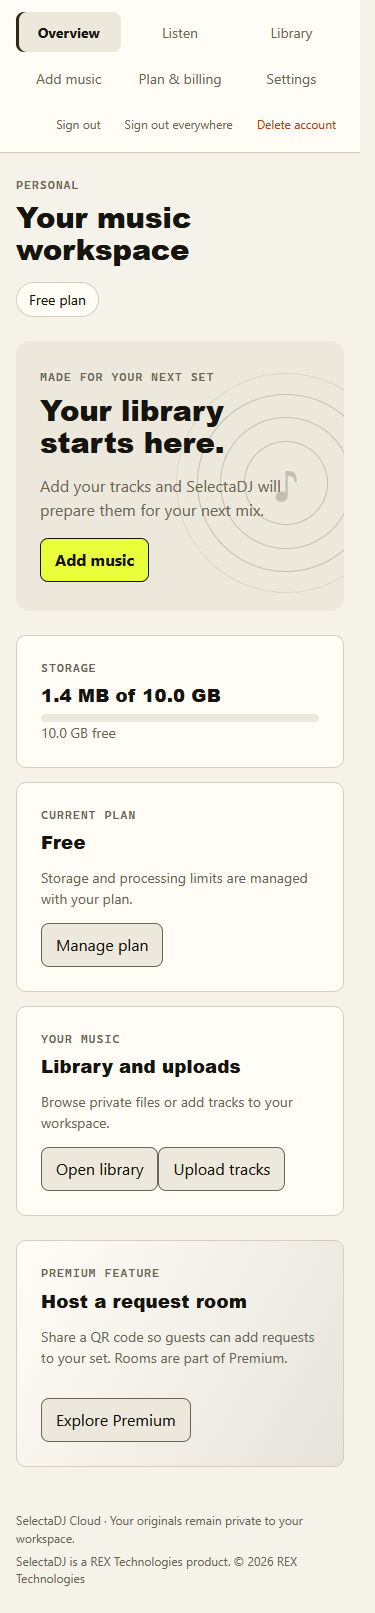 Overview
Listen
Library
Add music
Plan & billing
Settings
Sign out
Sign out everywhere
Delete account
PERSONAL
Your music
workspace
Free plan
MADE FOR YOUR NEXT SET
Your library
starts here.
Add your tracks and SelectaDJ will
prepare them for your next mix.
Add music
STORAGE
1.4 MB of 10.0 GB
10.0 GB free
CURRENT PLAN
Free
Storage and processing limits are managed
with your plan.
Manage plan
YOUR MUSIC
Library and uploads
Browse private files or add tracks to your
workspace.
Open library
Upload tracks
PREMIUM FEATURE
Host a request room
Share a QR code so guests can add requests
to your set. Rooms are part of Premium.
Explore Premium
SelectaDJ Cloud · Your originals remain private to your
workspace.
SelectaDJ is a REX Technologies product. © 2026 REX
Technologies